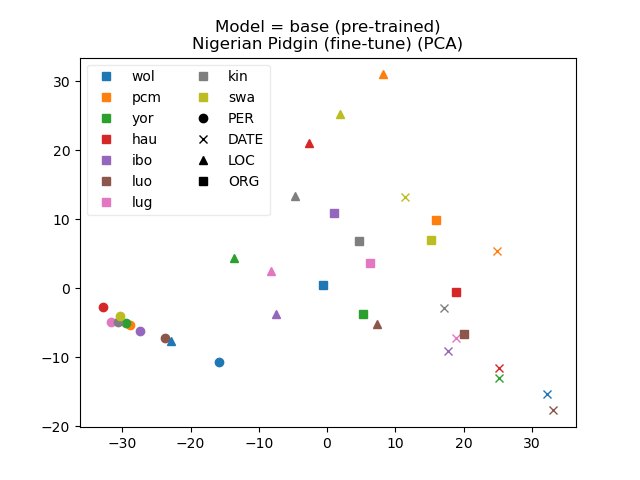 Model = base (pre-trained)
Nigerian Pidgin (fine-tune) (PCA)
wol
pcm
yor
hau
ibo
luo
lug
kin
swa
PER
DATE
LOC
ORG
30
20
10
0
−10
−20
−30
−20
−10
0
10
20
30